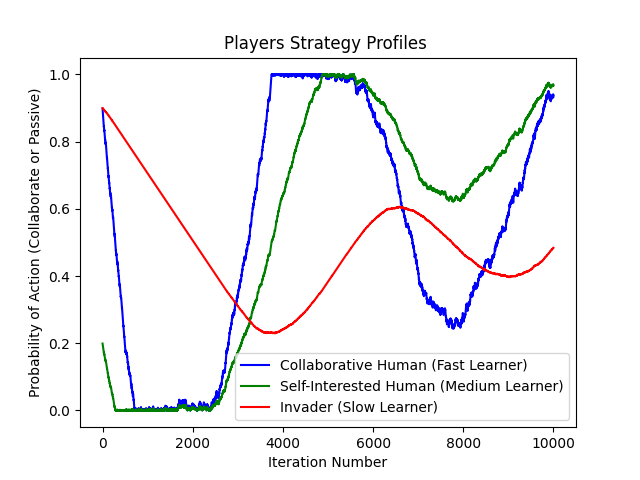 Players Strategy Profiles
Probability of Action (Collaborate or Passive)
1.0
0.8
0.6
0.4
0.2
0.0
Collaborative Human (Fast Learner)
Self-Interested Human (Medium Learner)
Invader (Slow Learner)
0 2000 4000 6000 8000 10000
Iteration Number